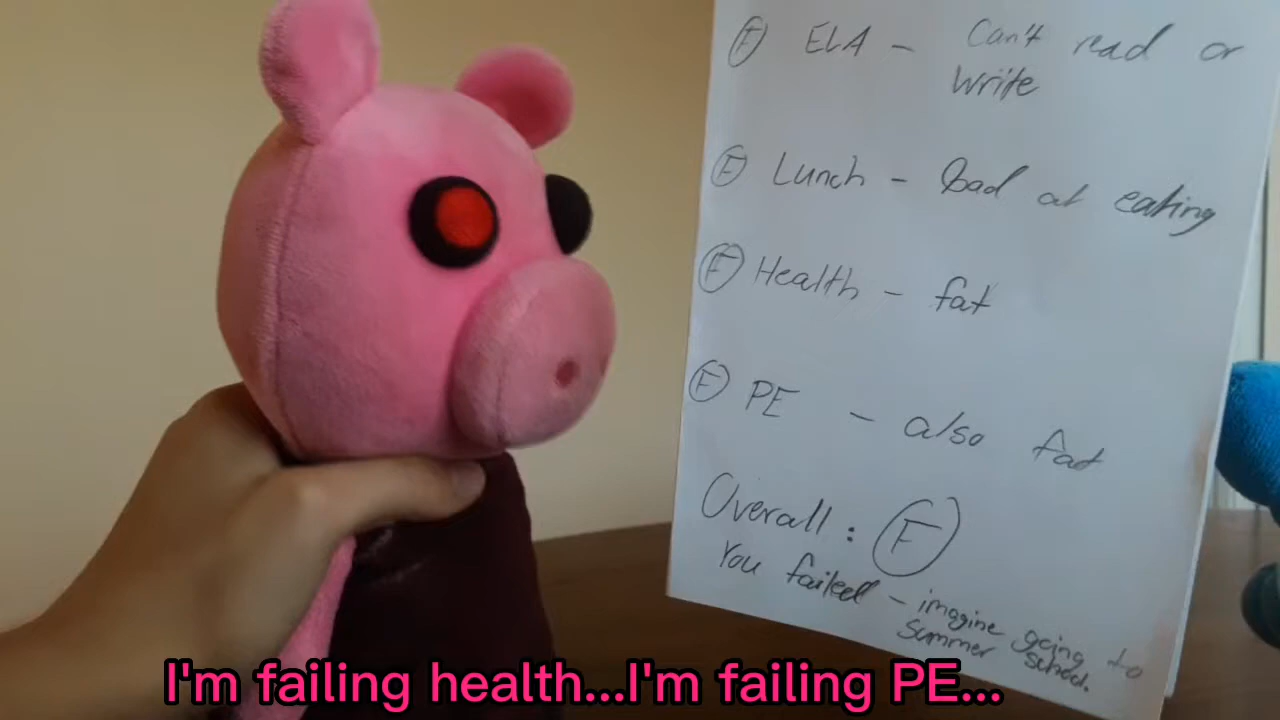 F ELA - Can't read or
write
F Lunch - bad at eating
F Health - fat
F PE - also fat
Overall: F
You failed - imagine going to
summer school.
I'm failing health...I'm failing PE...